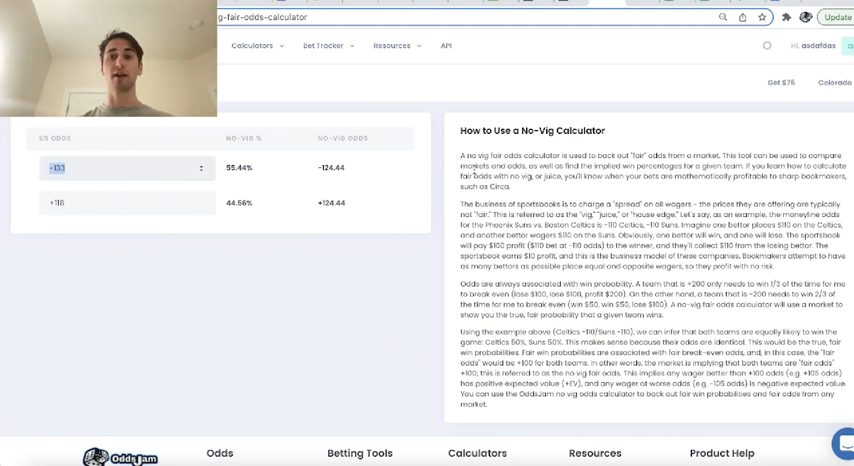 g-fair-odds-calculator
Update
Calculators
Bet Tracker
Resources
API
Hi, asdafdas
Get $75
Colorado
US ODDS
NO-VIG %
NO-VIG ODDS
-133
55.44%
-124.44
+118
44.56%
+124.44
How to Use a No-Vig Calculator
A no vig fair odds calculator is used to back out "fair" odds from a market. This tool can be used to compare
markets and odds, as well as find the implied win percentages for a given team. If you learn how to calculate
fair odds with no vig, or juice, you'll know when your bets are mathematically profitable to sharp bookmakers,
such as Circa.
The business of sportsbooks is to charge a "spread" on all wagers - the prices they are offering are typically
not "fair." This is referred to as the "vig," "juice," or "house edge." Let's say, as an example, the moneyline odds
for the Phoenix Suns vs. Boston Celtics is -110 Celtics, -110 Suns. Imagine one bettor places $110 on the Celtics,
and another bettor wagers $110 on the Suns. Obviously, one bettor will win, and one will lose. The sportsbook
will pay $100 profit ($110 bet at -110 odds) to the winner, and they'll collect $110 from the losing bettor. The
sportsbook earns $10 profit, and this is the business model of these companies. Bookmakers attempt to have
as many bettors as possible place equal and opposite wagers, so they profit with no risk.
Odds are always associated with win probability. A team that is +200 only needs to win 1/3 of the time for me
to break even (lose $100, lose $100, profit $200). On the other hand, a team that is -200 needs to win 2/3 of
the time for me to break even (win $50, win $50, lose $100). A no-vig fair odds calculator will use a market to
show you the true, fair probability that a given team wins.
Using the example above (Celtics -110/Suns -110), we can infer that both teams are equally likely to win the
game: Celtics 50%, Suns 50%. This makes sense because their odds are identical. This would be the true, fair
win probabilities. Fair win probabilities are associated with fair break-even odds, and, in this case, the "fair
odds" would be +100 for both teams. In other words, the market is implying that both teams are "fair odds"
+100; this is referred to as the no vig fair odds. This implies any wager better than +100 odds (e.g. +105 odds)
has positive expected value (+EV), and any wager at worse odds (e.g. -105 odds) is negative expected value.
You can use the OddsJam no vig odds calculator to back out fair win probabilities and fair odds from any
market.
OddsJam
Odds
Betting Tools
Calculators
Resources
Product Help